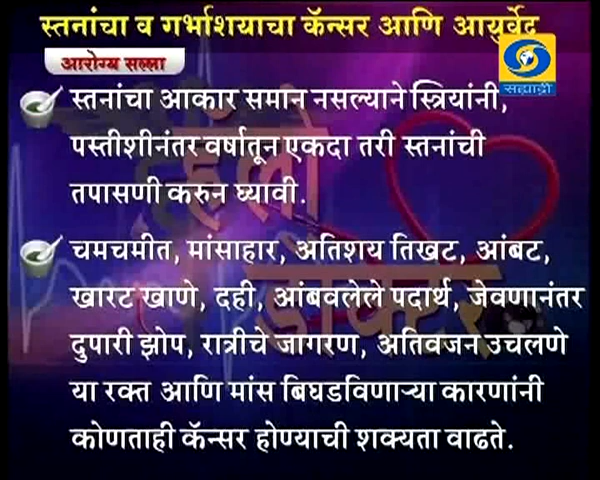 स्तनांचा व गर्भाशयाचा कॅन्सर आणि आयुर्वेद
सह्याद्री
आरोग्य सल्ला
स्तनांचा आकार समान नसल्याने स्त्रियांनी,
पस्तीशीनंतर वर्षातून एकदा तरी स्तनांची
तपासणी करुन घ्यावी.
चमचमीत, मांसाहार, अतिशय तिखट, आंबट,
खारट खाणे, दही, आंबवलेले पदार्थ, जेवणानंतर
दुपारी झोप, रात्रीचे जागरण, अतिवजन उचलणे
या रक्त आणि मांस बिघडविणाऱ्या कारणांनी
कोणताही कॅन्सर होण्याची शक्यता वाढते.
हॅलो
डॉक्टर